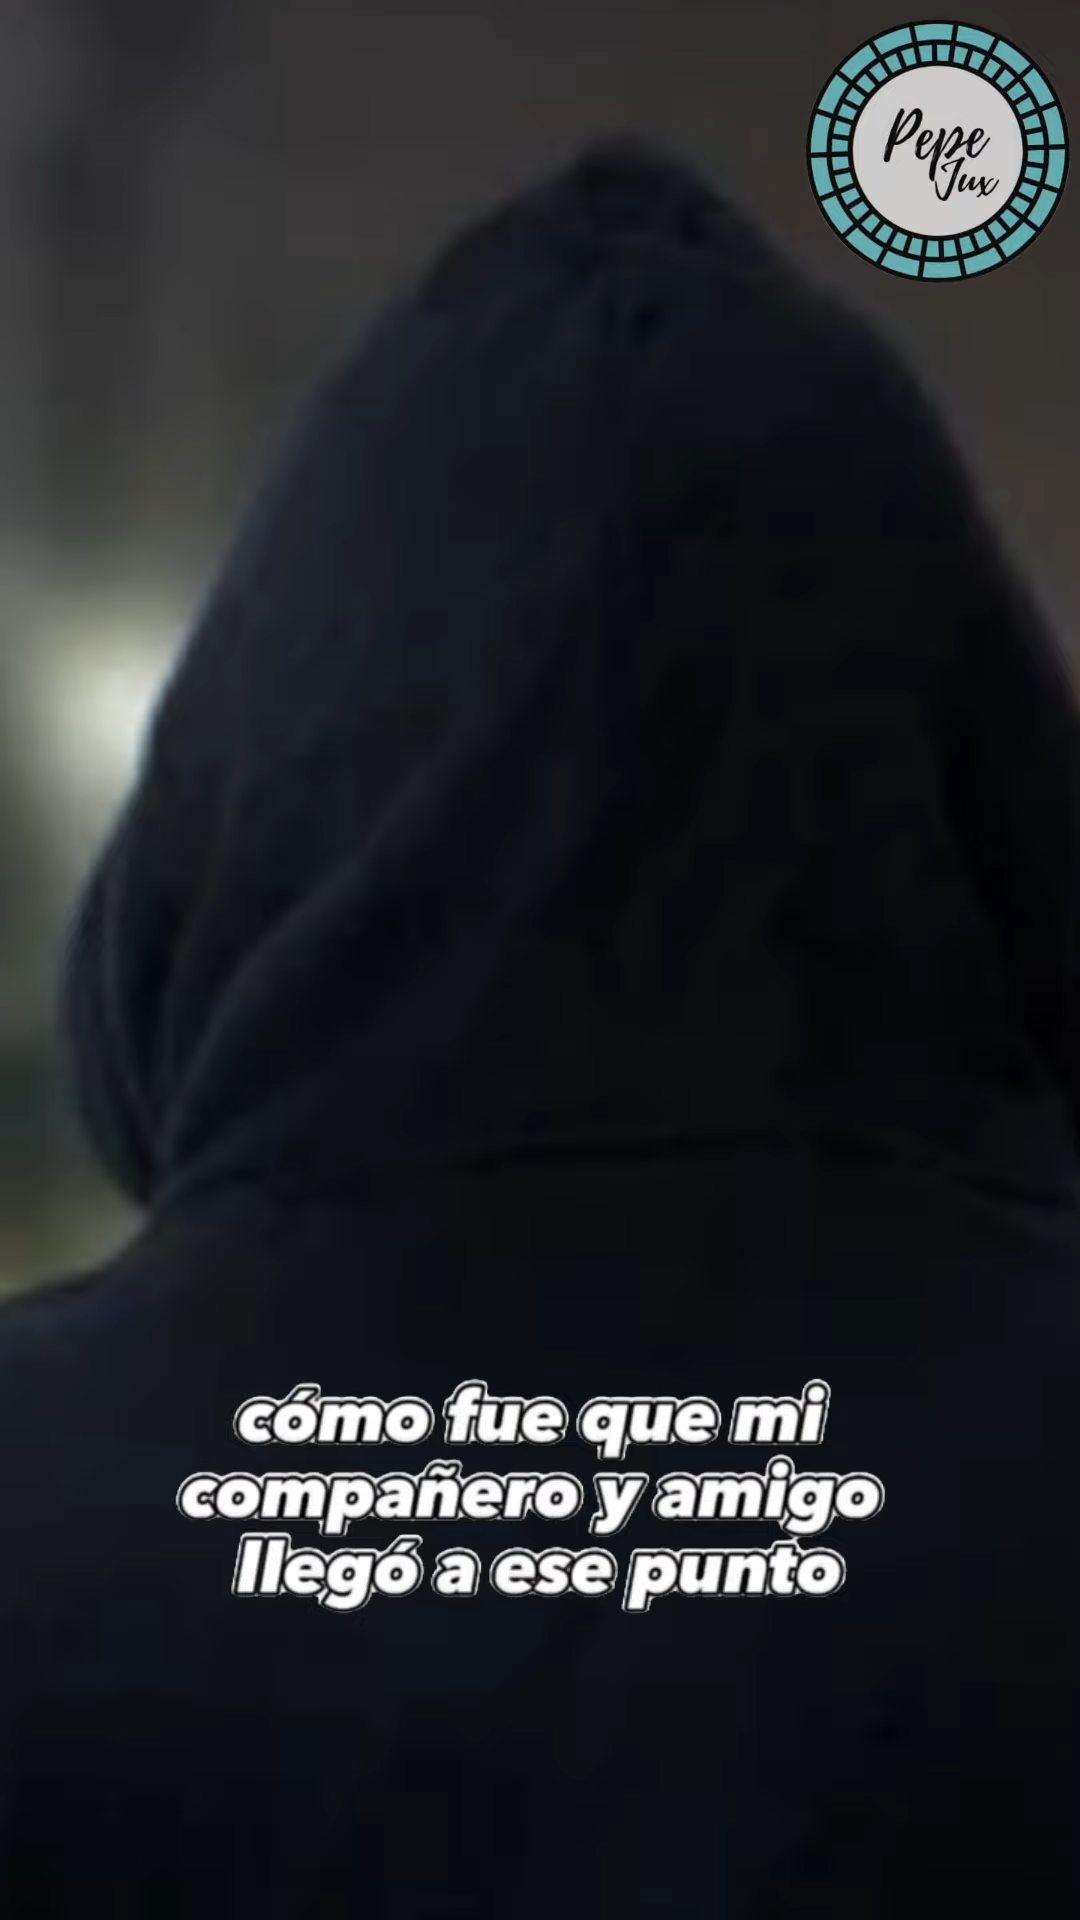 Pepe
Jux
cómo fue que mi
compañero y amigo
llegó a ese punto